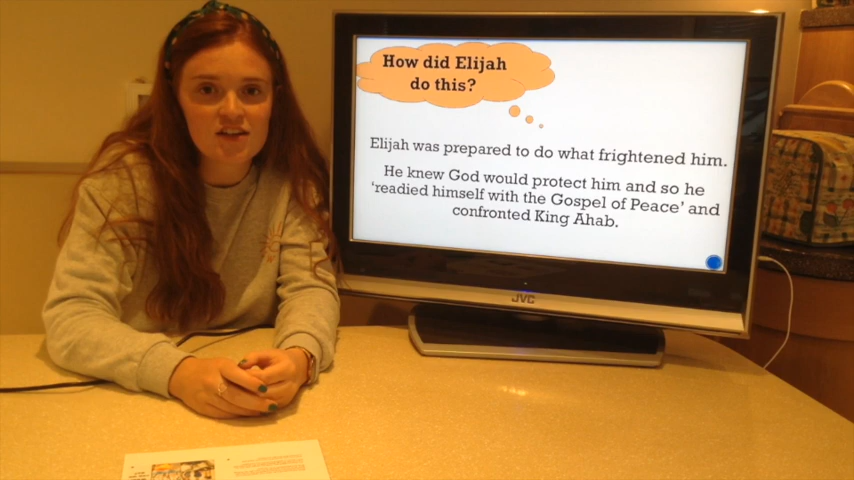 How did Elijah
do this?
Elijah was prepared to do what frightened him.
He knew God would protect him and so he
‘readied himself with the Gospel of Peace’ and
confronted King Ahab.
JVC